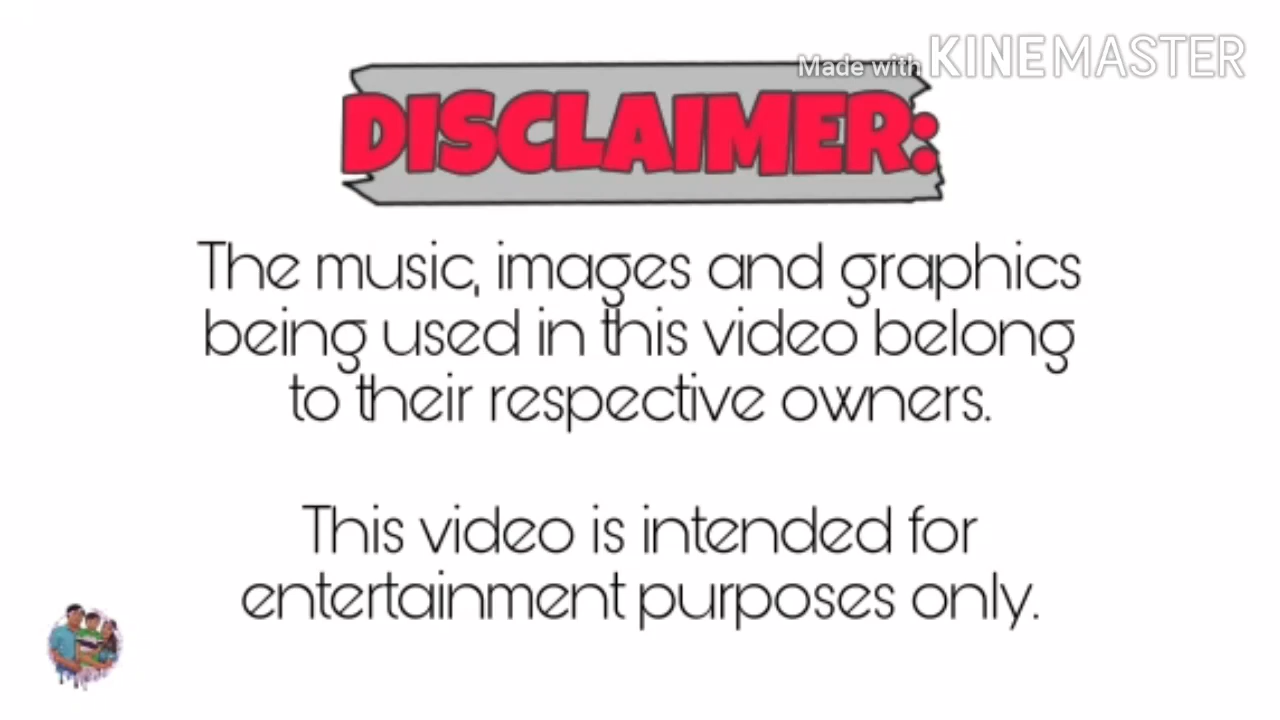 Made with KINEMASTER
DISCLAIMER:
The music, images and graphics
being used in this video belong
to their respective owners.
This video is intended for
entertainment purposes only.